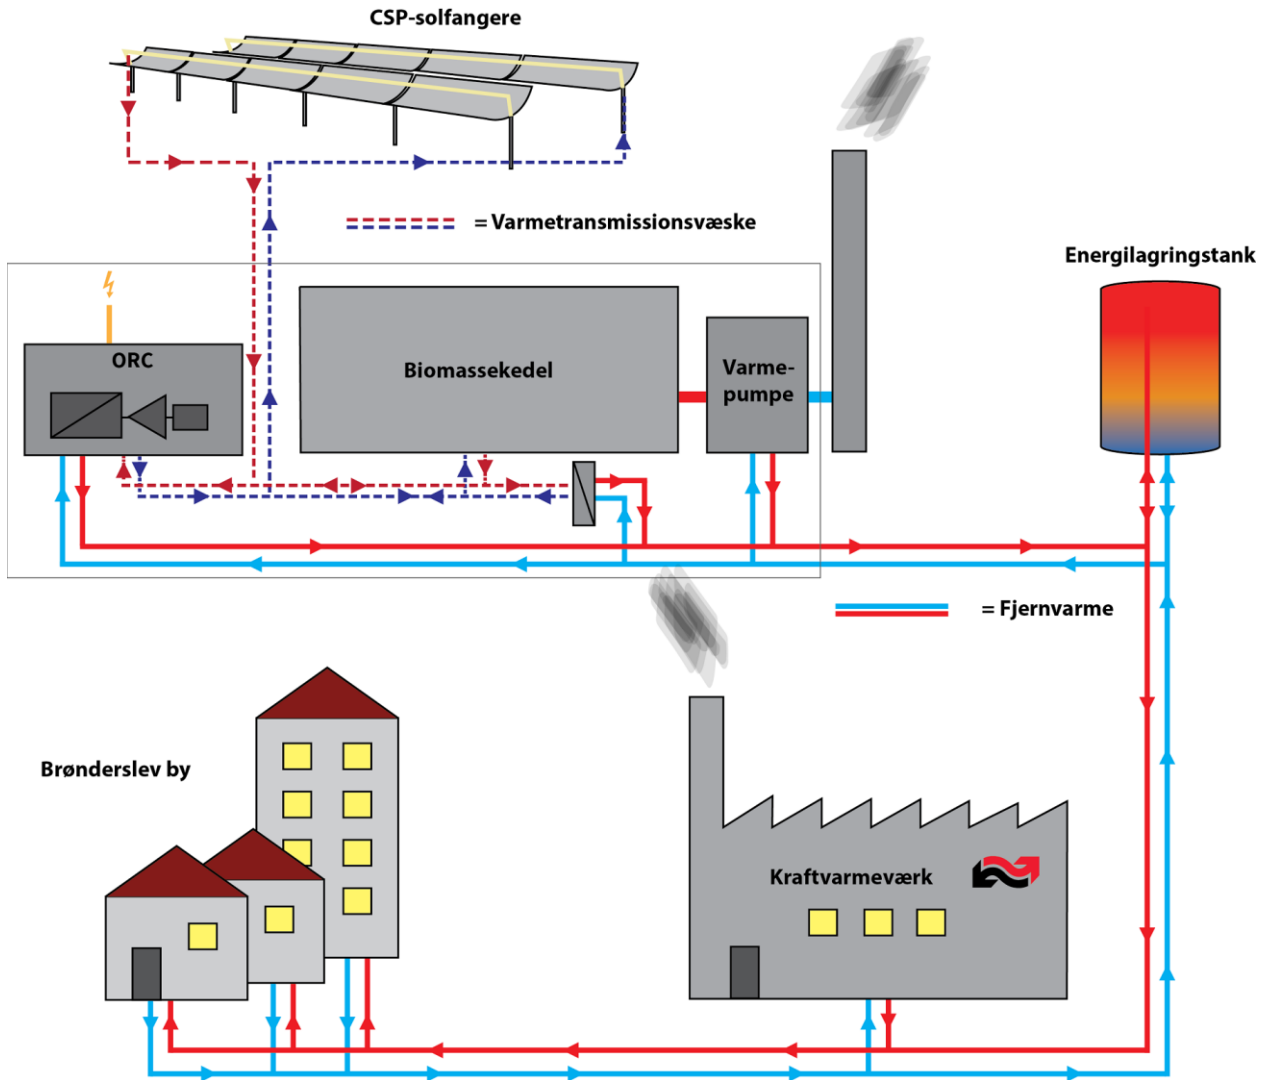 CSP-solfangere
= Varmetransmissionsvæske
Energilagringstank
ORC
Biomassekedel
Varme-
pumpe
= Fjernvarme
Brønderslev by
Kraftvarmeværk